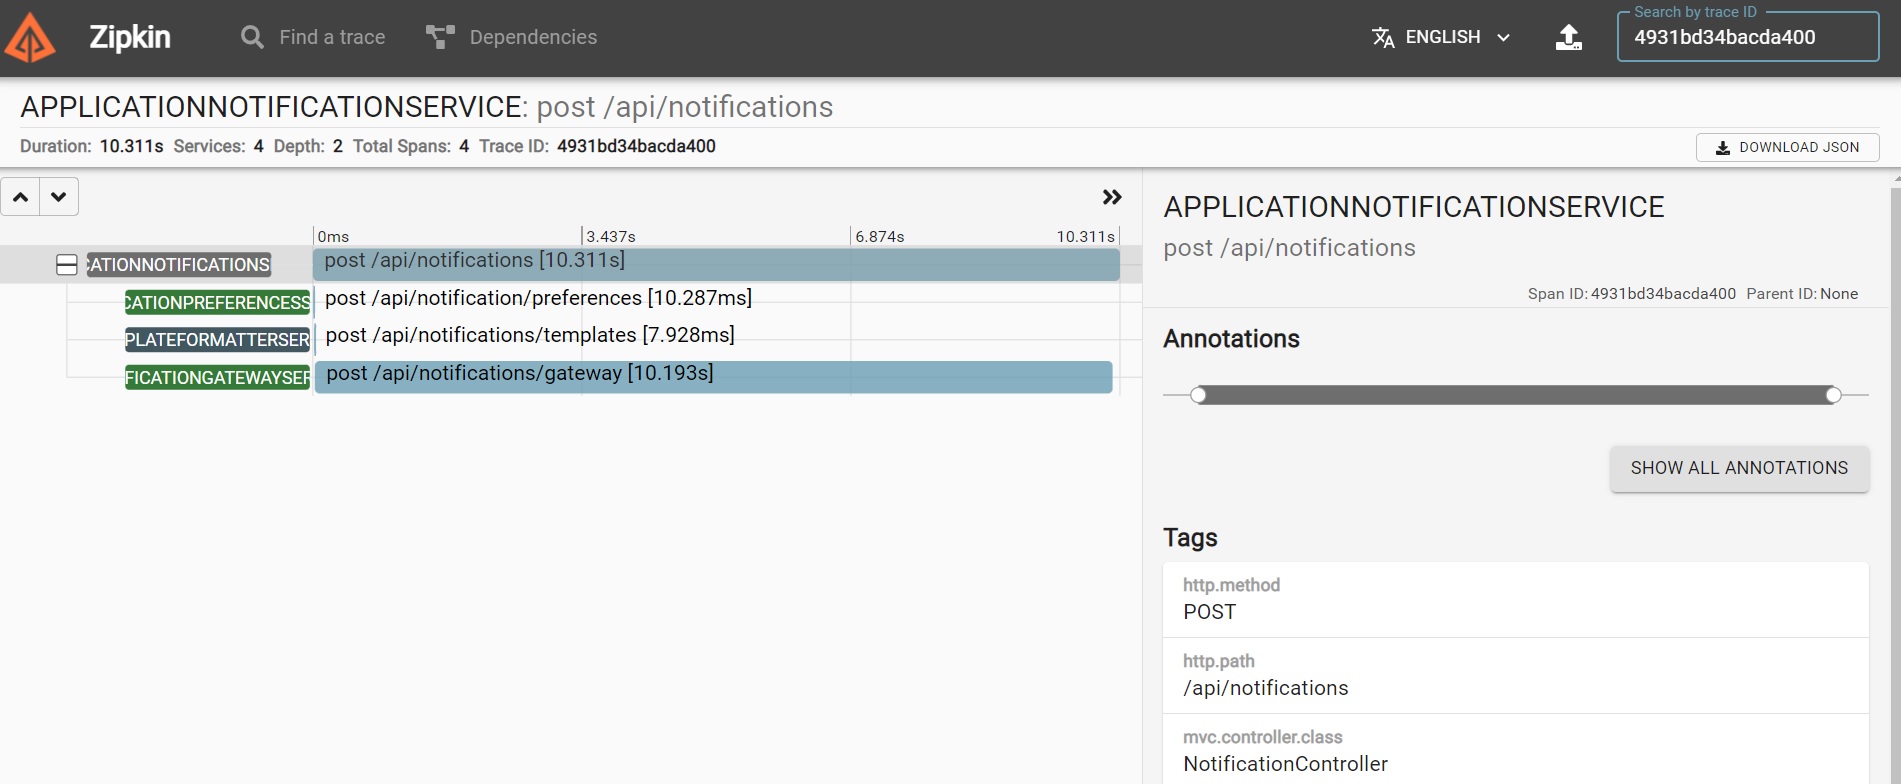 Zipkin
Find a trace
Dependencies
ENGLISH
Search by trace ID
4931bd34bacda400
APPLICATIONNOTIFICATIONSERVICE: post /api/notifications
Duration: 10.311s Services: 4 Depth: 2 Total Spans: 4 Trace ID: 4931bd34bacda400
DOWNLOAD JSON
0ms 3.437s 6.874s 10.311s
CATIONNOTIFICATIONS post /api/notifications [10.311s]
CATIONPREFERENCESS post /api/notification/preferences [10.287ms]
PLATEFORMATTERSER post /api/notifications/templates [7.928ms]
FICATIONGATEWAYSER post /api/notifications/gateway [10.193s]
APPLICATIONNOTIFICATIONSERVICE
post /api/notifications
Span ID: 4931bd34bacda400 Parent ID: None
Annotations
SHOW ALL ANNOTATIONS
Tags
http.method
POST
http.path
/api/notifications
mvc.controller.class
NotificationController